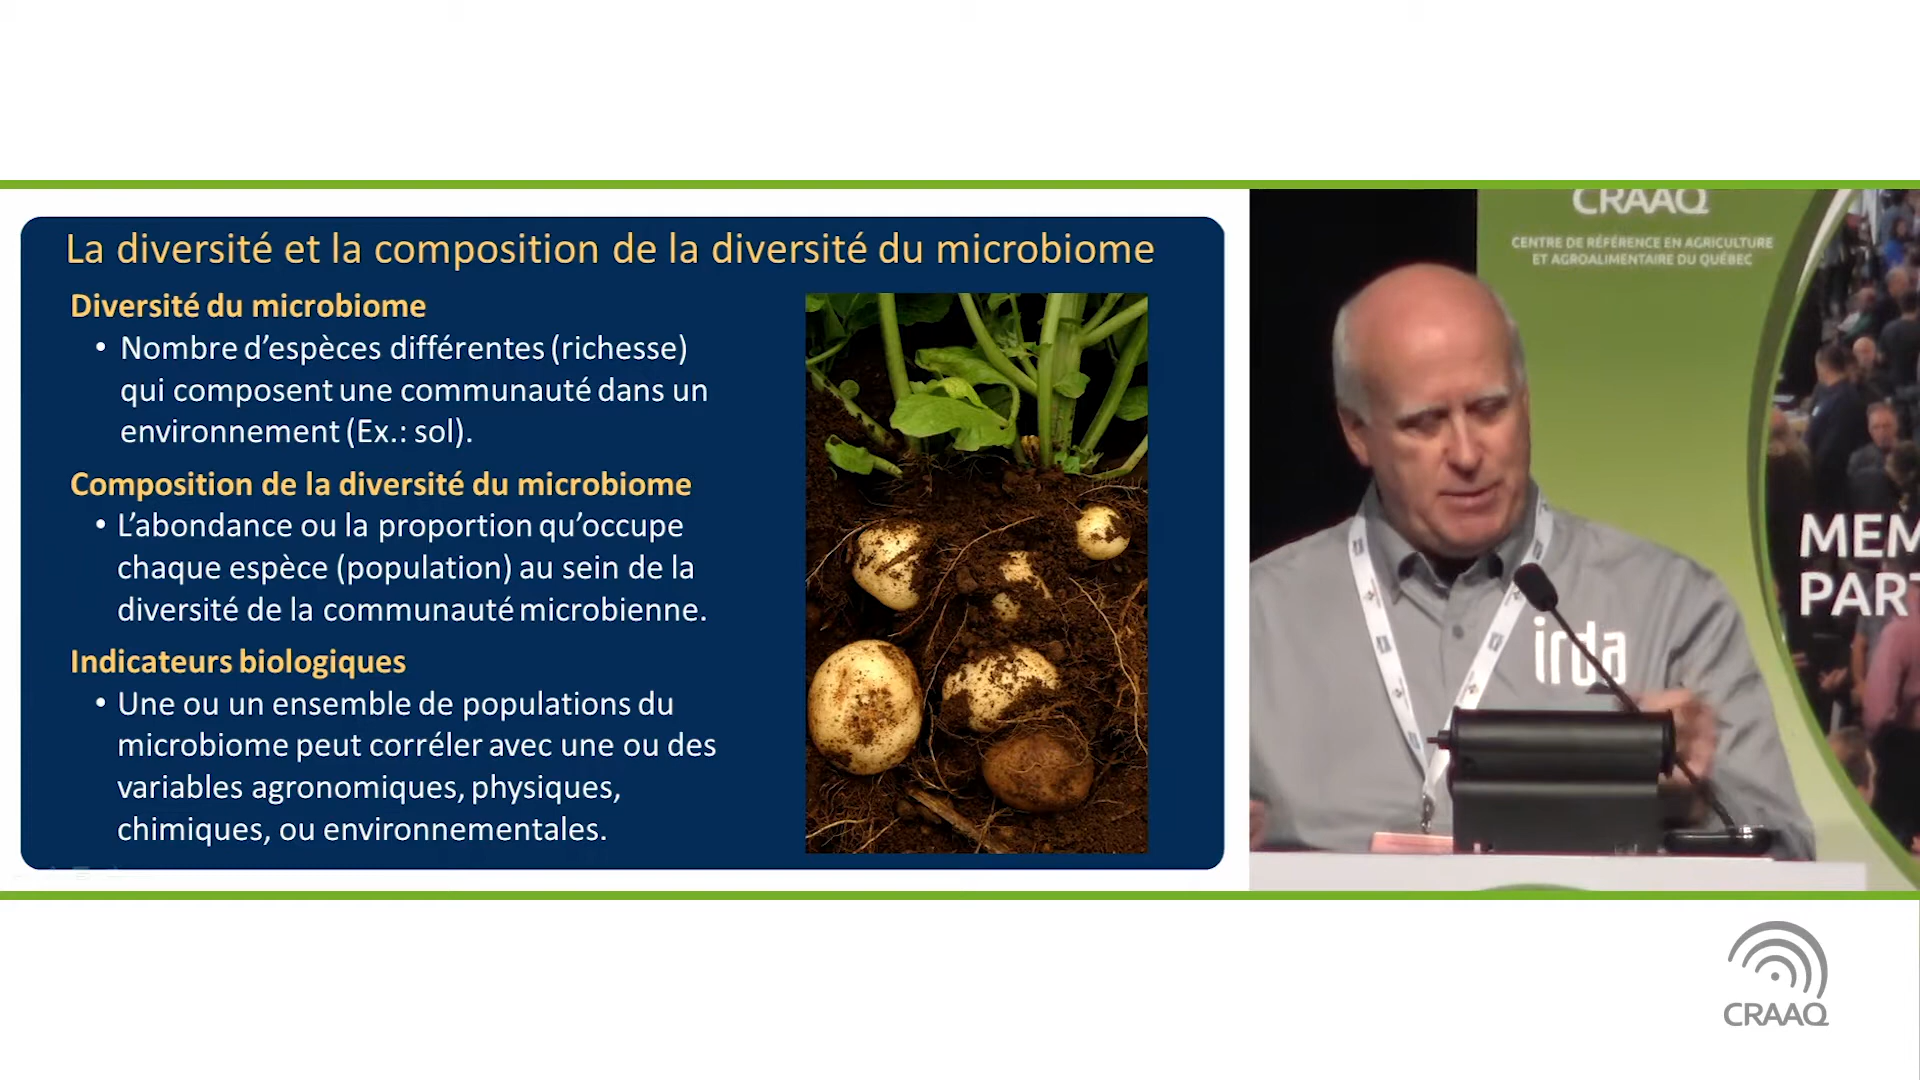 La diversité et la composition de la diversité du microbiome
Diversité du microbiome
• Nombre d’espèces différentes (richesse)
qui composent une communauté dans un
environnement (Ex.: sol).
Composition de la diversité du microbiome
• L’abondance ou la proportion qu’occupe
chaque espèce (population) au sein de la
diversité de la communauté microbienne.
Indicateurs biologiques
• Une ou un ensemble de populations du
microbiome peut corréler avec une ou des
variables agronomiques, physiques,
chimiques, ou environnementales.
CRAAQ
CENTRE DE RÉFÉRENCE EN AGRICULTURE
ET AGROALIMENTAIRE DU QUÉBEC
MEM
PART
irda
CRAAQ